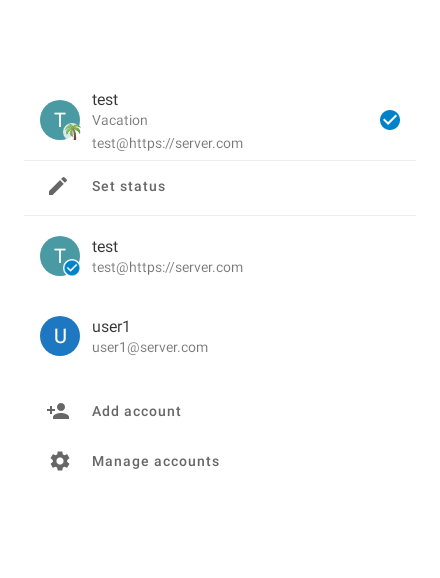 T
test
Vacation
test@https://server.com
Set status
T
test
test@https://server.com
U
user1
user1@server.com
Add account
Manage accounts